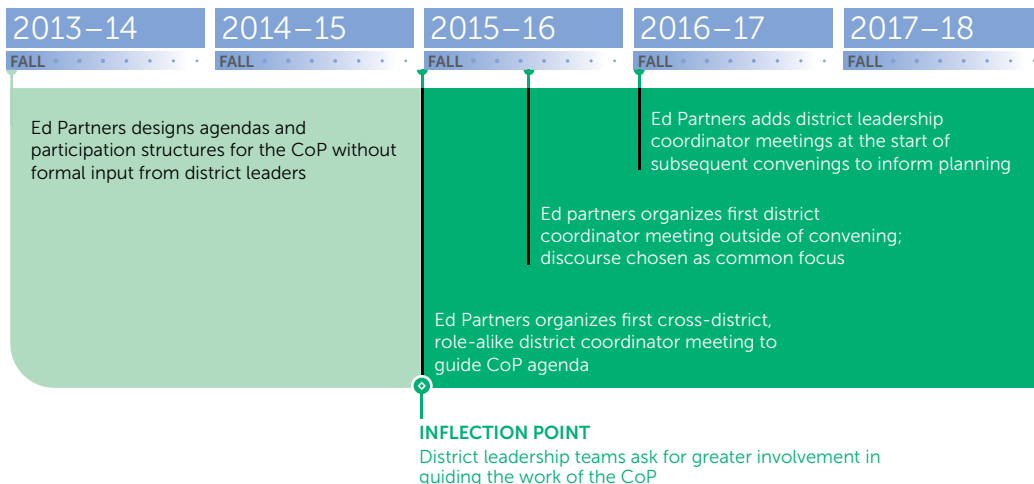 2013–14 2014–15 2015–16 2016–17 2017–18
FALL FALL FALL FALL FALL
Ed Partners designs agendas and
participation structures for the CoP without
formal input from district leaders
Ed Partners adds district leadership
coordinator meetings at the start of
subsequent convenings to inform planning
Ed partners organizes first district
coordinator meeting outside of convening;
discourse chosen as common focus
Ed Partners organizes first cross-district,
role-alike district coordinator meeting to
guide CoP agenda
INFLECTION POINT
District leadership teams ask for greater involvement in
guiding the work of the CoP